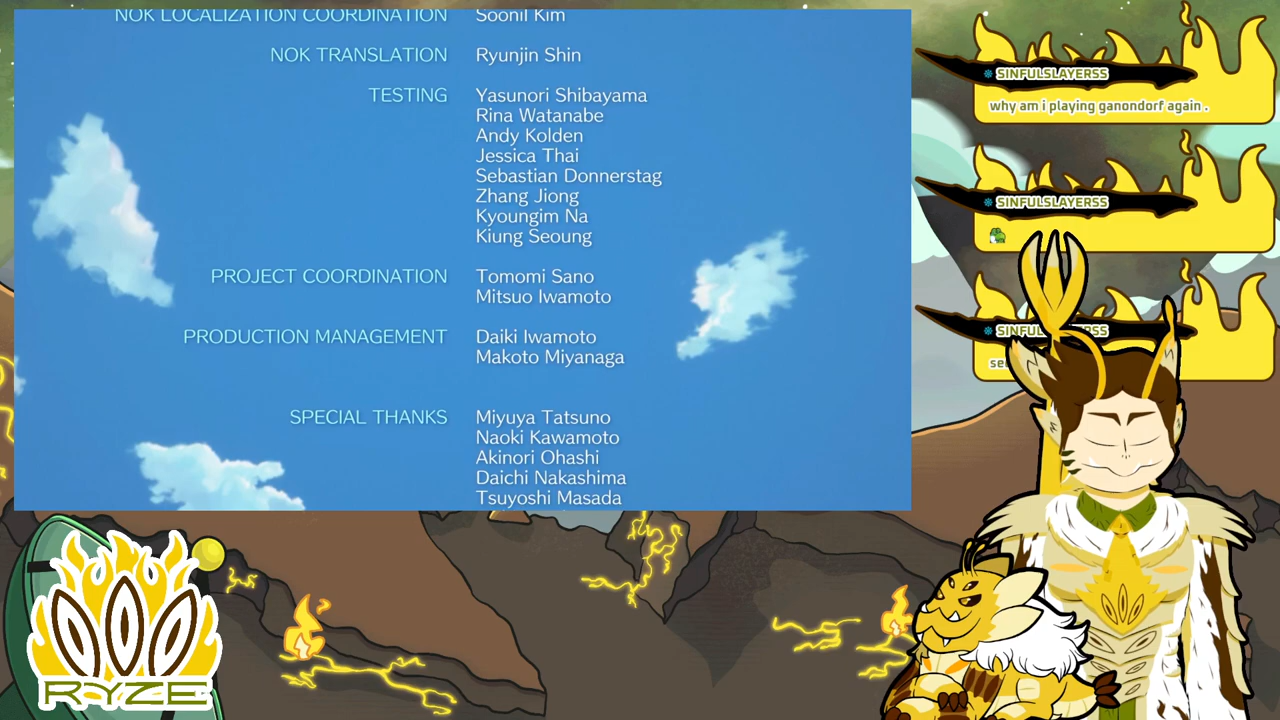 NOK LOCALIZATION COORDINATION Soonil Kim
NOK TRANSLATION Ryunjin Shin
TESTING Yasunori Shibayama
Rina Watanabe
Andy Kolden
Jessica Thai
Sebastian Donnerstag
Zhang Jiong
Kyoungim Na
Kiung Seoung
PROJECT COORDINATION Tomomi Sano
Mitsuo Iwamoto
PRODUCTION MANAGEMENT Daiki Iwamoto
Makoto Miyanaga
SPECIAL THANKS Miyuya Tatsuno
Naoki Kawamoto
Akinori Ohashi
Daichi Nakashima
Tsuyoshi Masada
SINFULSLAYERSS
why am i playing ganondorf again .
SINFULSLAYERSS
RYZE